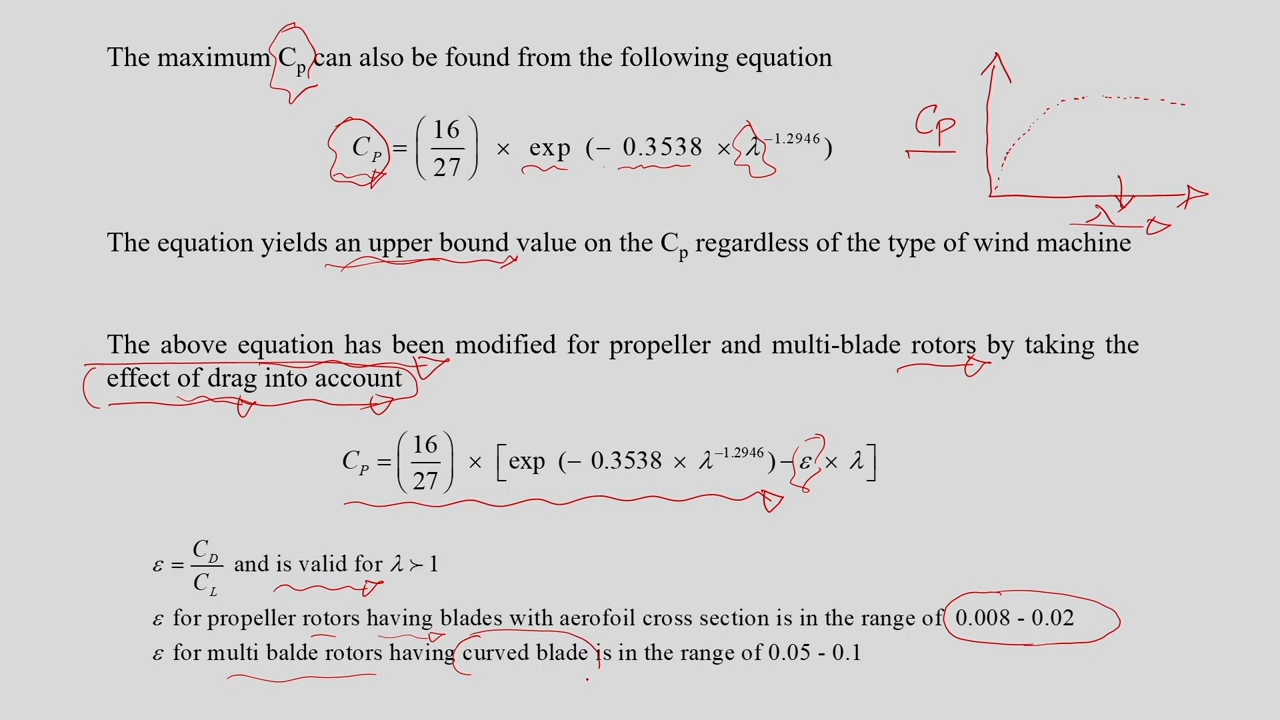 The maximum Cp can also be found from the following equation
C_P = (16/27) × exp (− 0.3538 × λ^−1.2946)
Cp
λ
The equation yields an upper bound value on the Cp regardless of the type of wind machine
The above equation has been modified for propeller and multi-blade rotors by taking the
effect of drag into account
C_P = (16/27) × [exp (− 0.3538 × λ^−1.2946) − ε × λ]
ε = C_D/C_L and is valid for λ ≻ 1
ε for propeller rotors having blades with aerofoil cross section is in the range of 0.008 - 0.02
ε for multi balde rotors having curved blade is in the range of 0.05 - 0.1